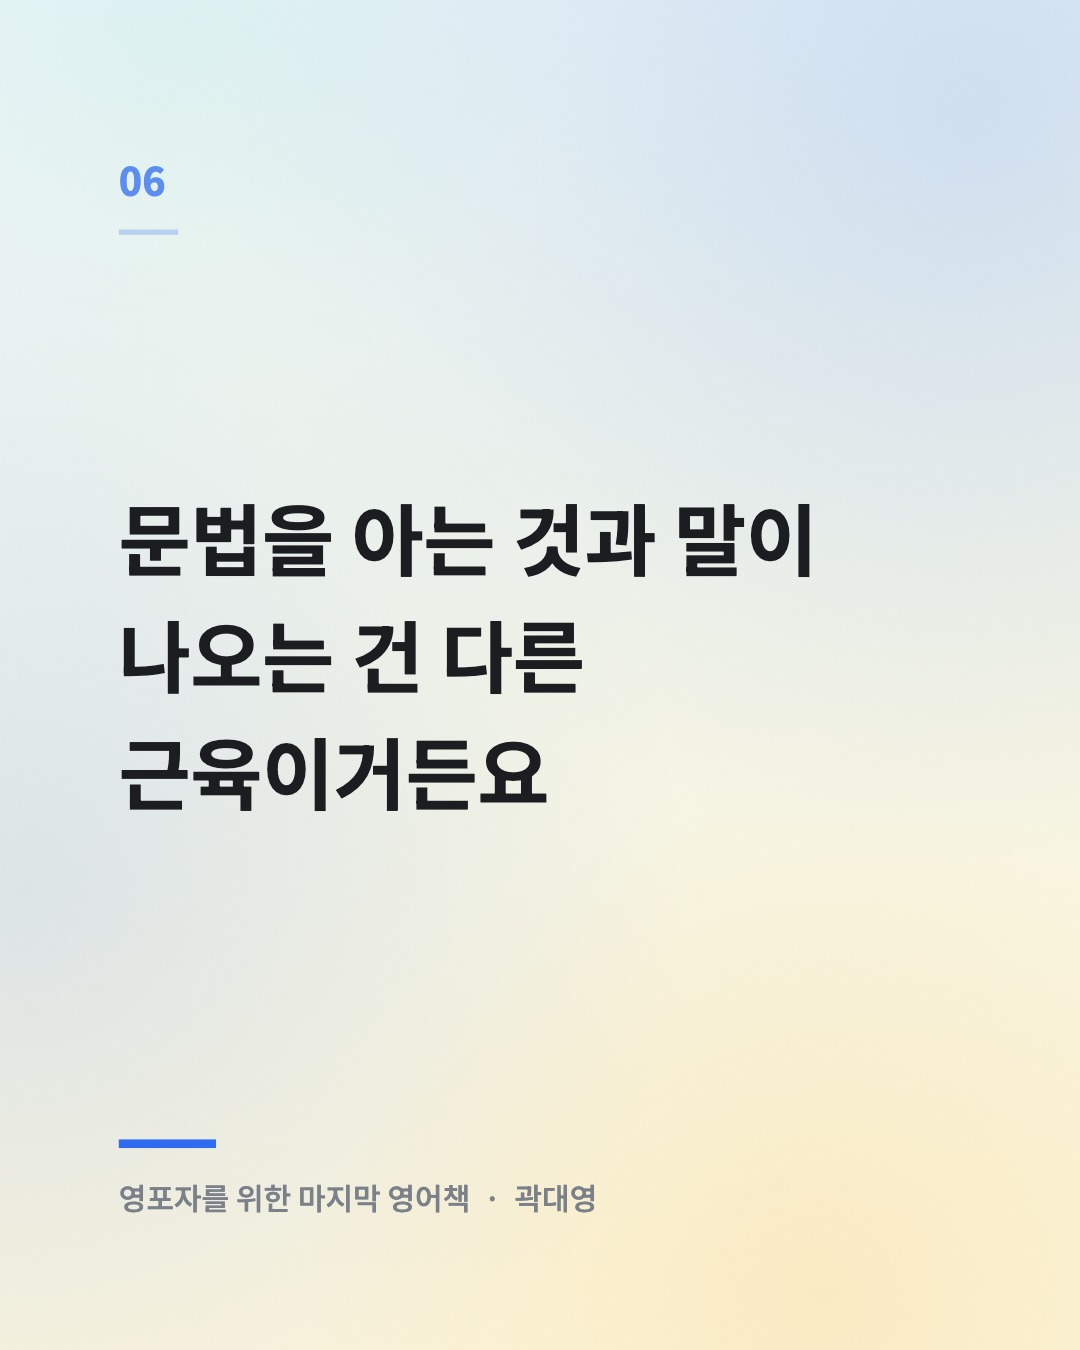 06
문법을 아는 것과 말이
나오는 건 다른
근육이거든요
영포자를 위한 마지막 영어책 · 곽대영